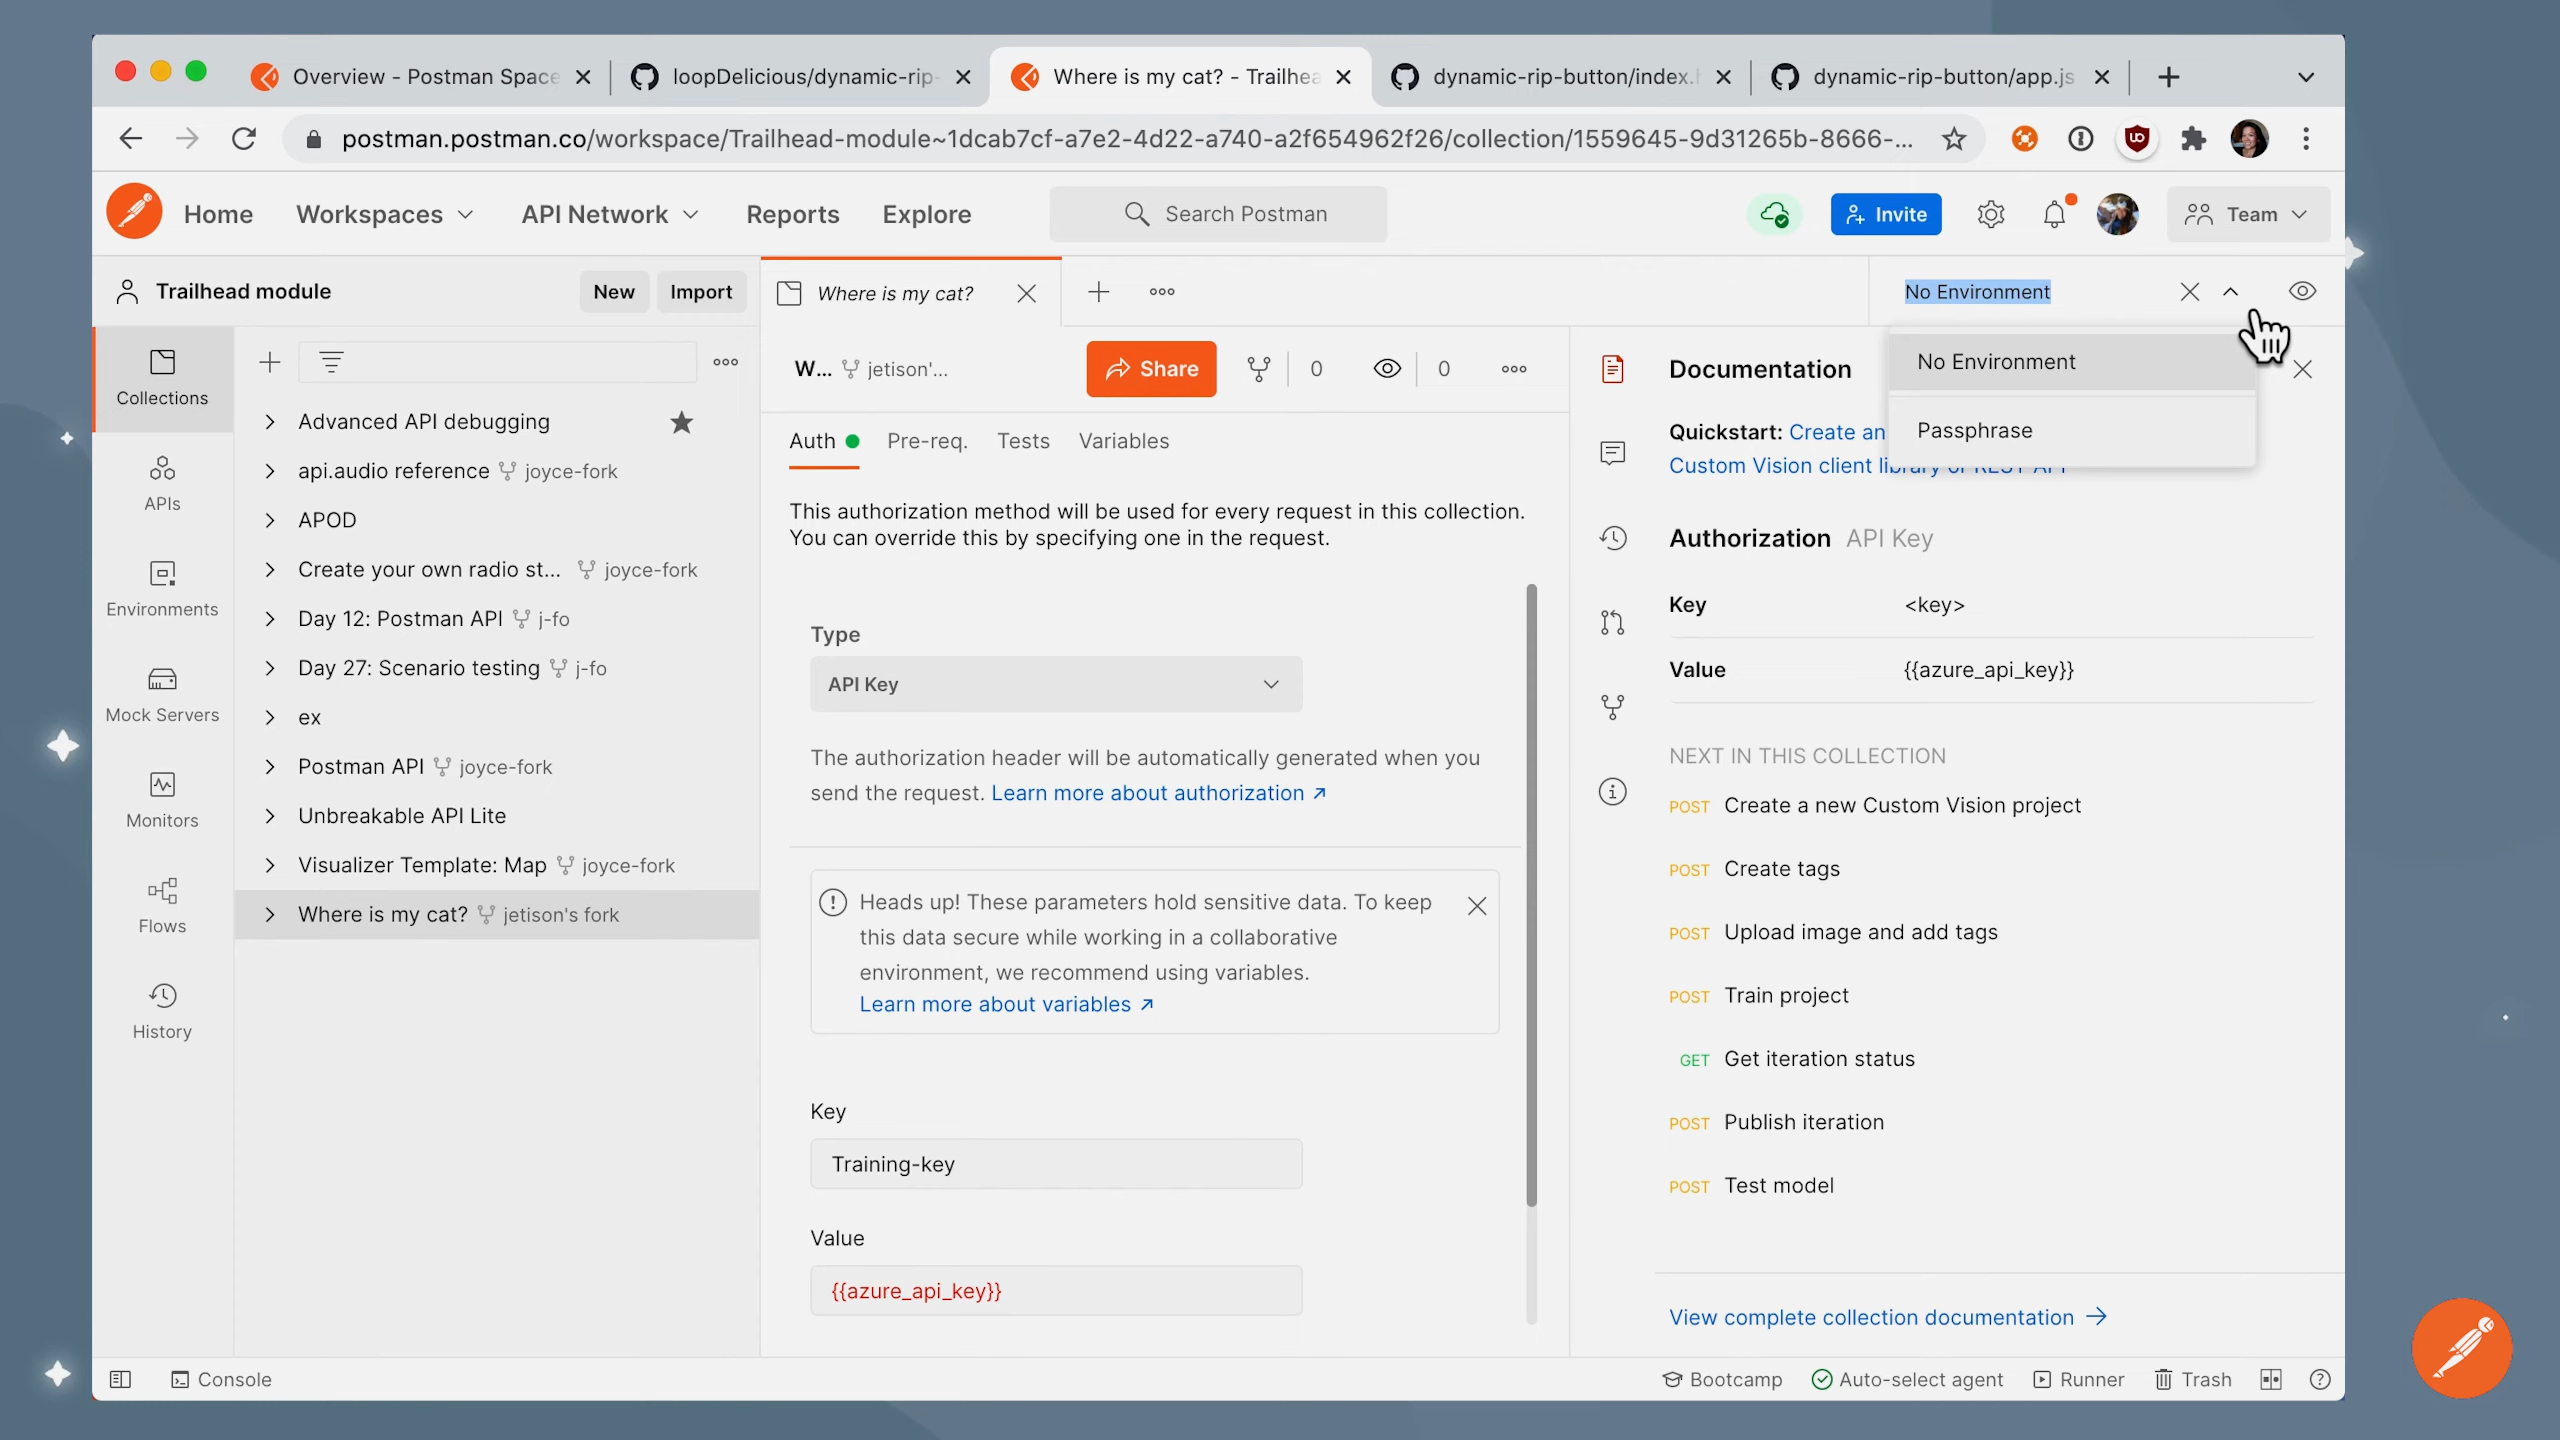 Overview - Postman Space
loopDelicious/dynamic-rip-
Where is my cat? - Trailhea
dynamic-rip-button/index.h
dynamic-rip-button/app.js
postman.postman.co/workspace/Trailhead-module~1dcab7cf-a7e2-4d22-a740-a2f654962f26/collection/1559645-9d31265b-8666-...
Home
Workspaces
API Network
Reports
Explore
Search Postman
Invite
Team
Trailhead module
New
Import
Where is my cat?
No Environment
No Environment
Passphrase
Collections
APIs
Environments
Mock Servers
Monitors
Flows
History
Advanced API debugging
api.audio reference joyce-fork
APOD
Create your own radio st... joyce-fork
Day 12: Postman API j-fo
Day 27: Scenario testing j-fo
ex
Postman API joyce-fork
Unbreakable API Lite
Visualizer Template: Map joyce-fork
Where is my cat? jetison's fork
W... jetison'...
Share
0
0
Auth
Pre-req.
Tests
Variables
This authorization method will be used for every request in this collection.
You can override this by specifying one in the request.
Type
API Key
The authorization header will be automatically generated when you
send the request. Learn more about authorization ↗
Heads up! These parameters hold sensitive data. To keep
this data secure while working in a collaborative
environment, we recommend using variables.
Learn more about variables ↗
Key
Training-key
Value
{{azure_api_key}}
Documentation
Quickstart: Create an
Custom Vision client library or REST API
Authorization API Key
Key <key>
Value {{azure_api_key}}
NEXT IN THIS COLLECTION
POST Create a new Custom Vision project
POST Create tags
POST Upload image and add tags
POST Train project
GET Get iteration status
POST Publish iteration
POST Test model
View complete collection documentation →
Console
Bootcamp
Auto-select agent
Runner
Trash